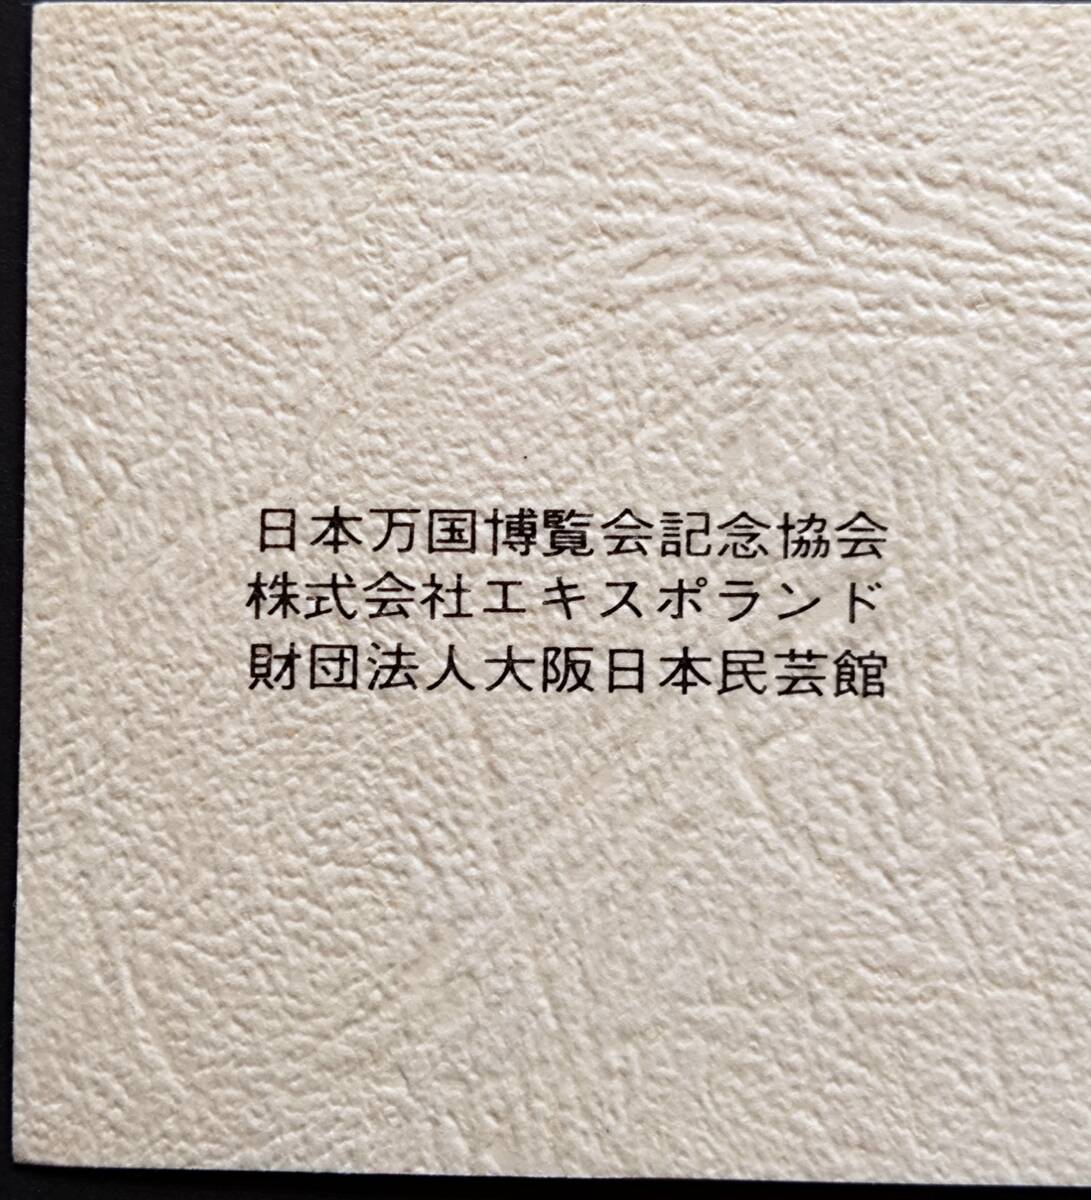 日本万国博覧会記念協会
株式会社エキスポランド
財団法人大阪日本民芸館